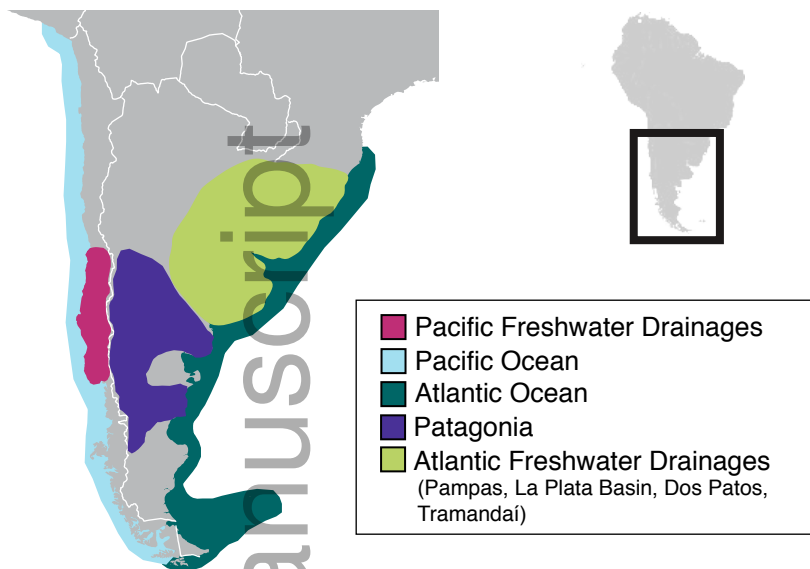 anuscript
Pacific Freshwater Drainages
Pacific Ocean
Atlantic Ocean
Patagonia
Atlantic Freshwater Drainages
(Pampas, La Plata Basin, Dos Patos,
Tramandaí)